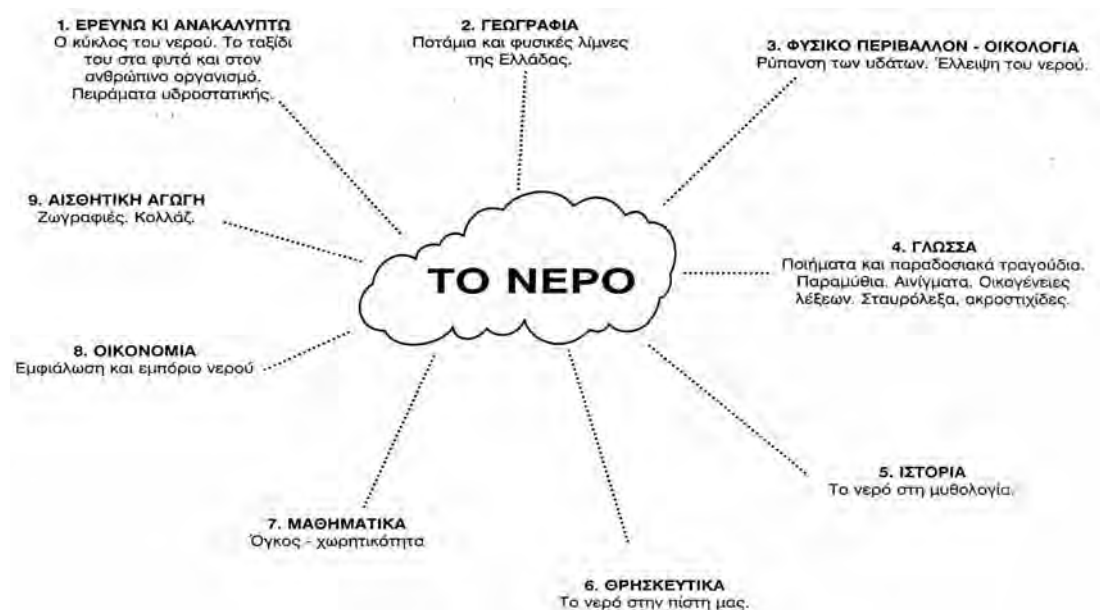 1. ΕΡΕΥΝΩ ΚΙ ΑΝΑΚΑΛΥΠΤΩ
Ο κύκλος του νερού. Το ταξίδι
του στα φυτά και στον
ανθρώπινο οργανισμό.
Πειράματα υδροστατικής.
2. ΓΕΩΓΡΑΦΙΑ
Ποτάμια και φυσικές λίμνες
της Ελλάδας.
3. ΦΥΣΙΚΟ ΠΕΡΙΒΑΛΛΟΝ - ΟΙΚΟΛΟΓΙΑ
Ρύπανση των υδάτων. Έλλειψη του νερού.
4. ΓΛΩΣΣΑ
Ποιήματα και παραδοσιακά τραγούδια.
Παραμύθια. Αινίγματα. Οικογένειες
λέξεων. Σταυρόλεξα, ακροστιχίδες.
5. ΙΣΤΟΡΙΑ
Το νερό στη μυθολογία.
6. ΘΡΗΣΚΕΥΤΙΚΑ
Το νερό στην πίστη μας.
7. ΜΑΘΗΜΑΤΙΚΑ
Όγκος - χωρητικότητα
8. ΟΙΚΟΝΟΜΙΑ
Εμφιάλωση και εμπόριο νερού
9. ΑΙΣΘΗΤΙΚΗ ΑΓΩΓΗ
Ζωγραφιές. Κολλάζ.
ΤΟ ΝΕΡΟ